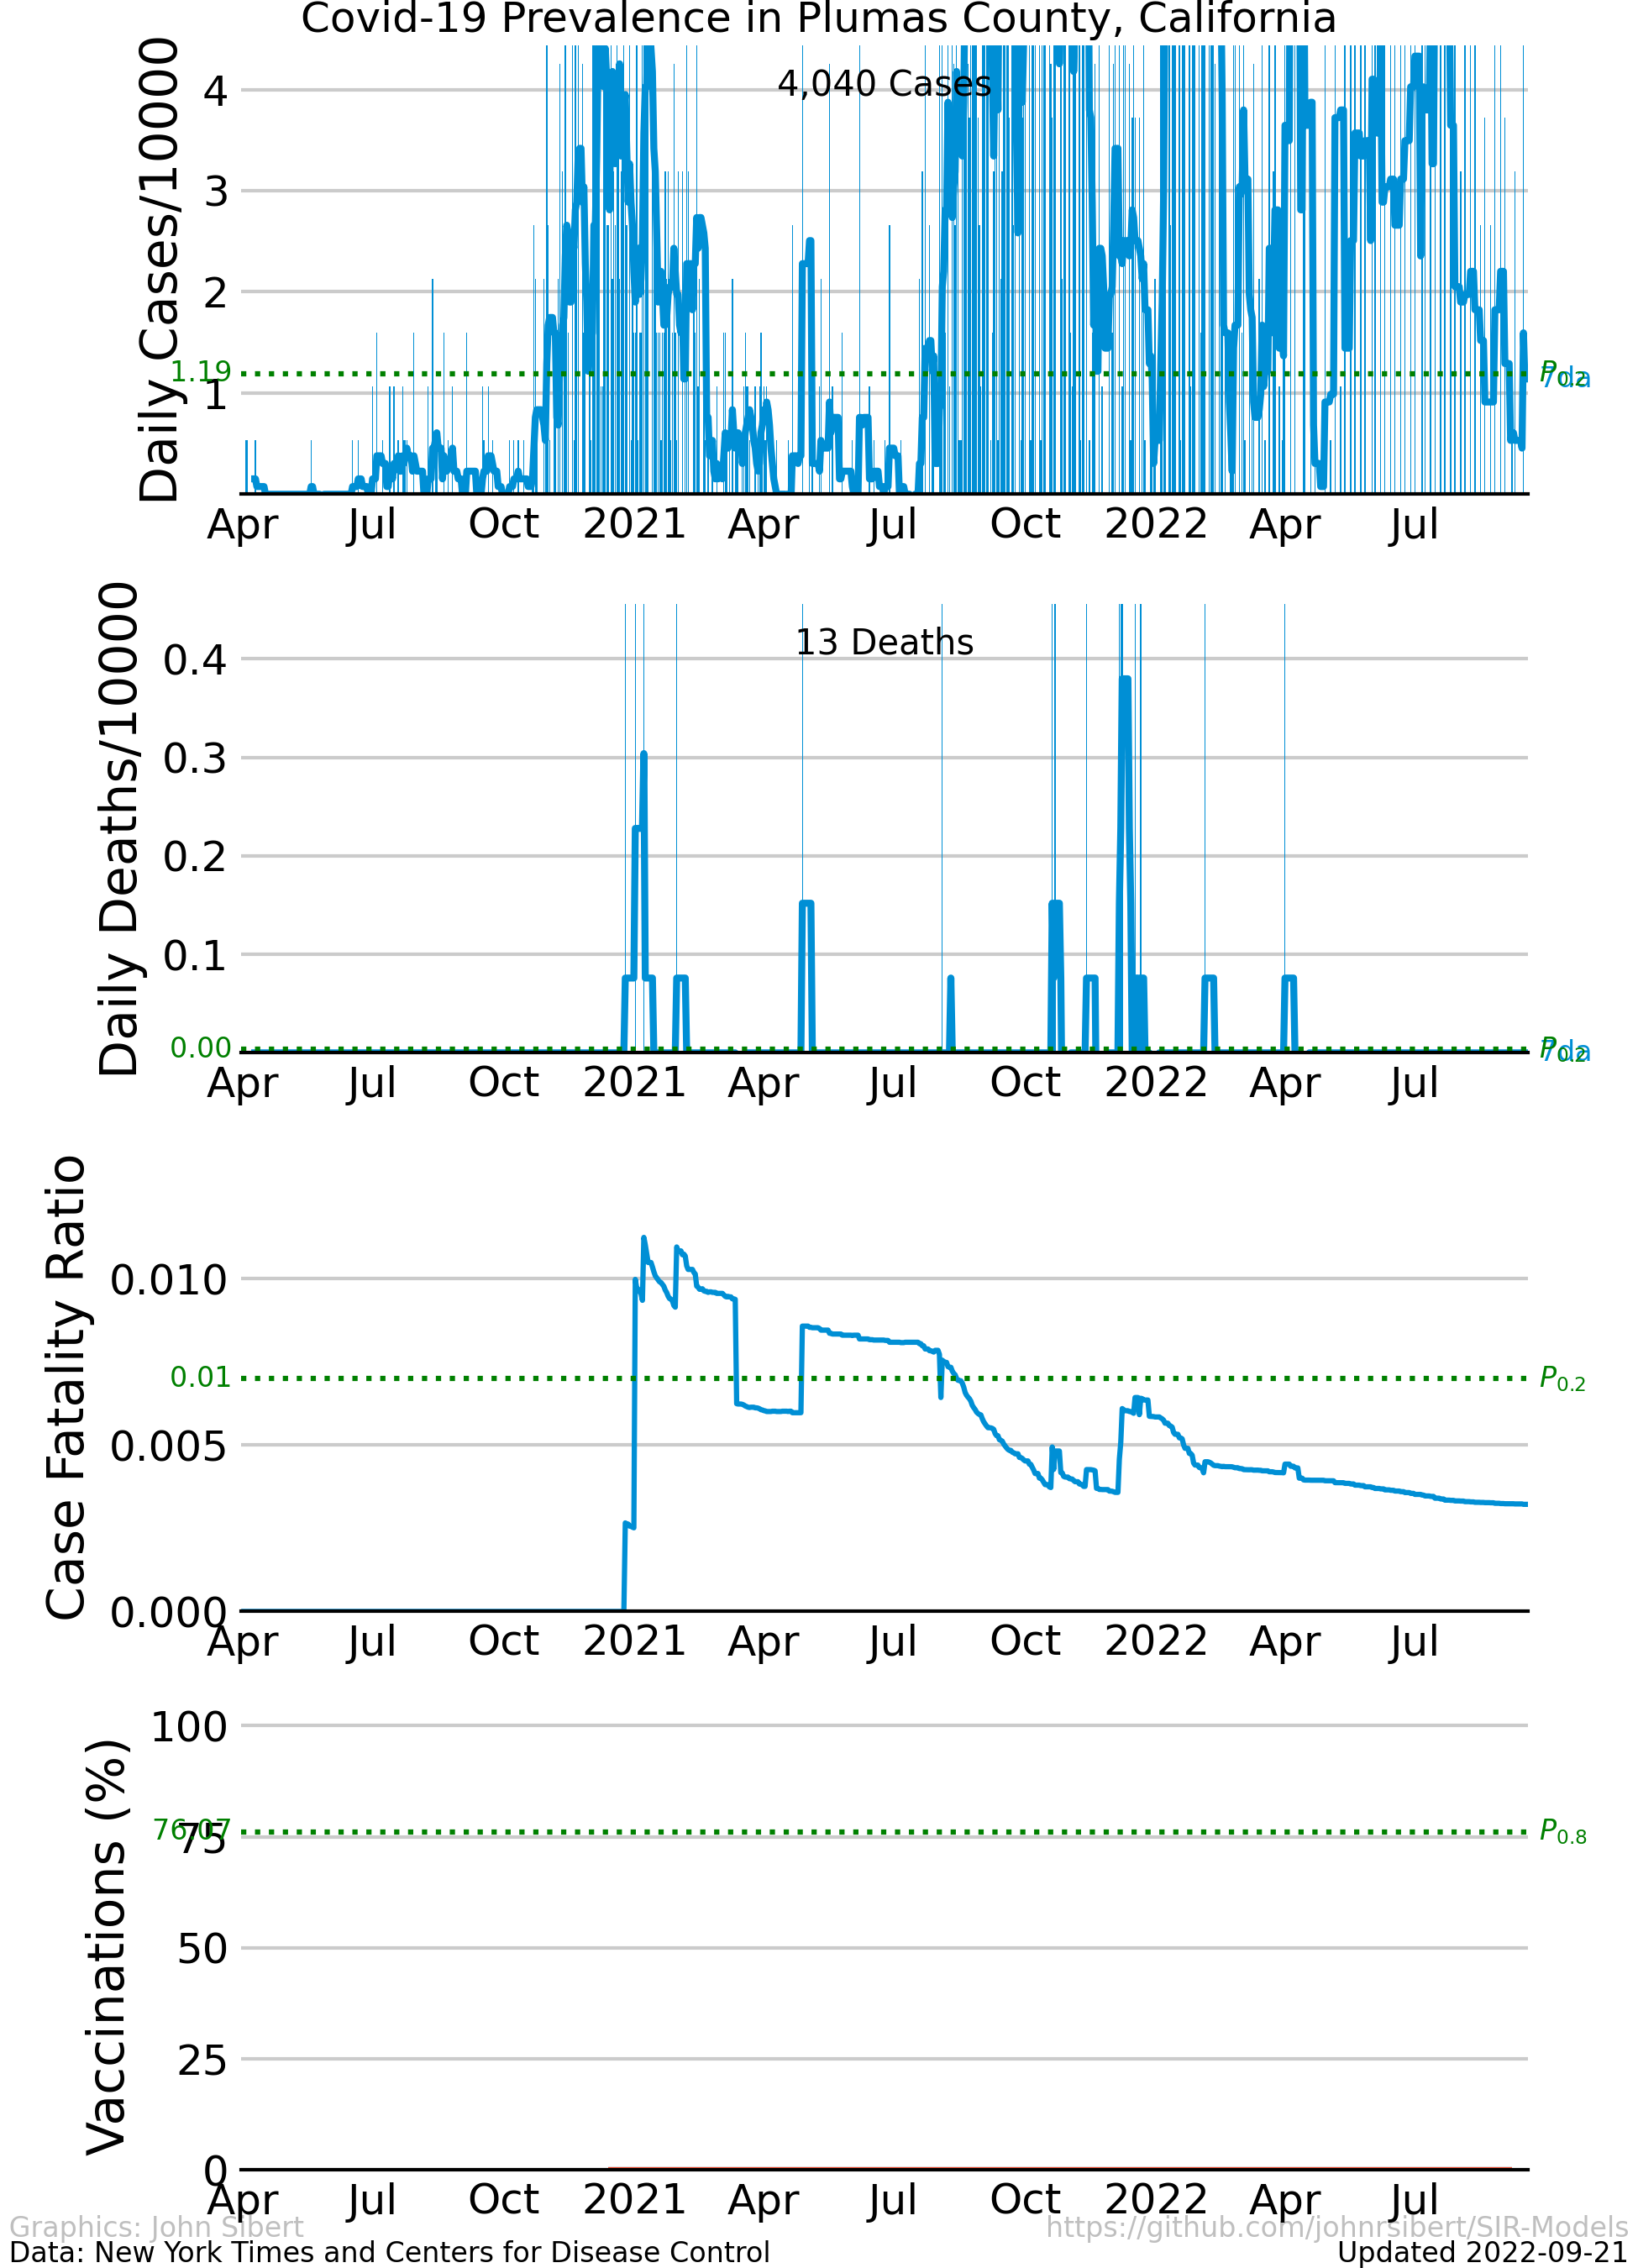 Covid-19 Prevalence in Plumas County, California
Daily Cases/10000
4,040 Cases
4
3
2
1.19
1
P0.2
7da
Apr Jul Oct 2021 Apr Jul Oct 2022 Apr Jul
Daily Deaths/10000
13 Deaths
0.4
0.3
0.2
0.1
0.00
P0.2
7da
Apr Jul Oct 2021 Apr Jul Oct 2022 Apr Jul
Case Fatality Ratio
0.010
0.01
P0.2
0.005
0.000
Apr Jul Oct 2021 Apr Jul Oct 2022 Apr Jul
Vaccinations (%)
100
76.07
75
P0.8
50
25
0
Apr Jul Oct 2021 Apr Jul Oct 2022 Apr Jul
Graphics: John Sibert
https://github.com/johnrsibert/SIR-Models
Data: New York Times and Centers for Disease Control
Updated 2022-09-21